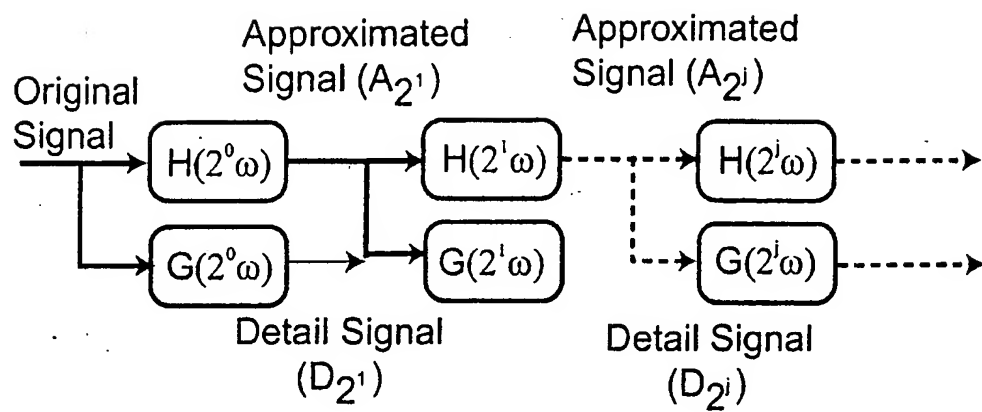 Approximated
Signal (A₂¹)
Approximated
Signal (A₂ʲ)
Original
Signal
H(2⁰ω)
H(2¹ω)
H(2ʲω)
G(2⁰ω)
G(2¹ω)
G(2ʲω)
Detail Signal
(D₂¹)
Detail Signal
(D₂ʲ)